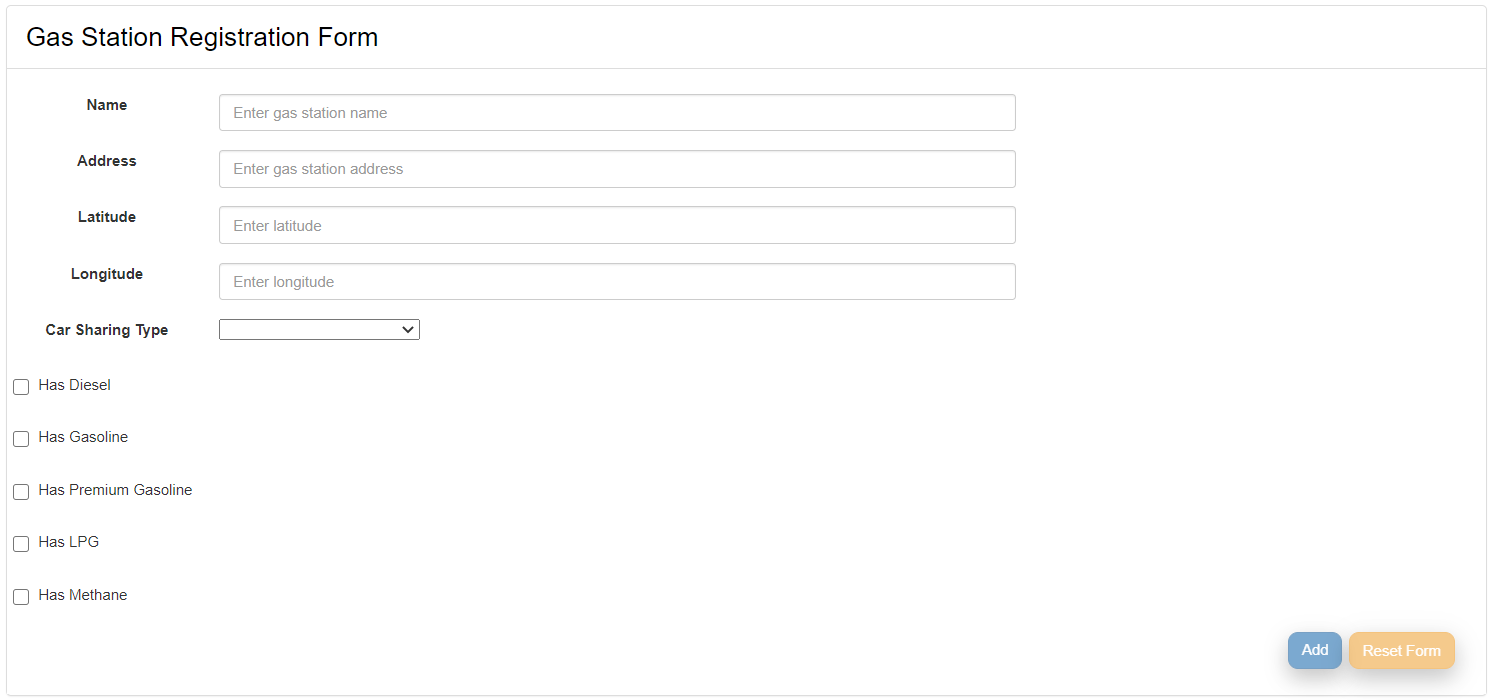 Gas Station Registration Form
Name
Enter gas station name
Address
Enter gas station address
Latitude
Enter latitude
Longitude
Enter longitude
Car Sharing Type
Has Diesel
Has Gasoline
Has Premium Gasoline
Has LPG
Has Methane
Add Reset Form